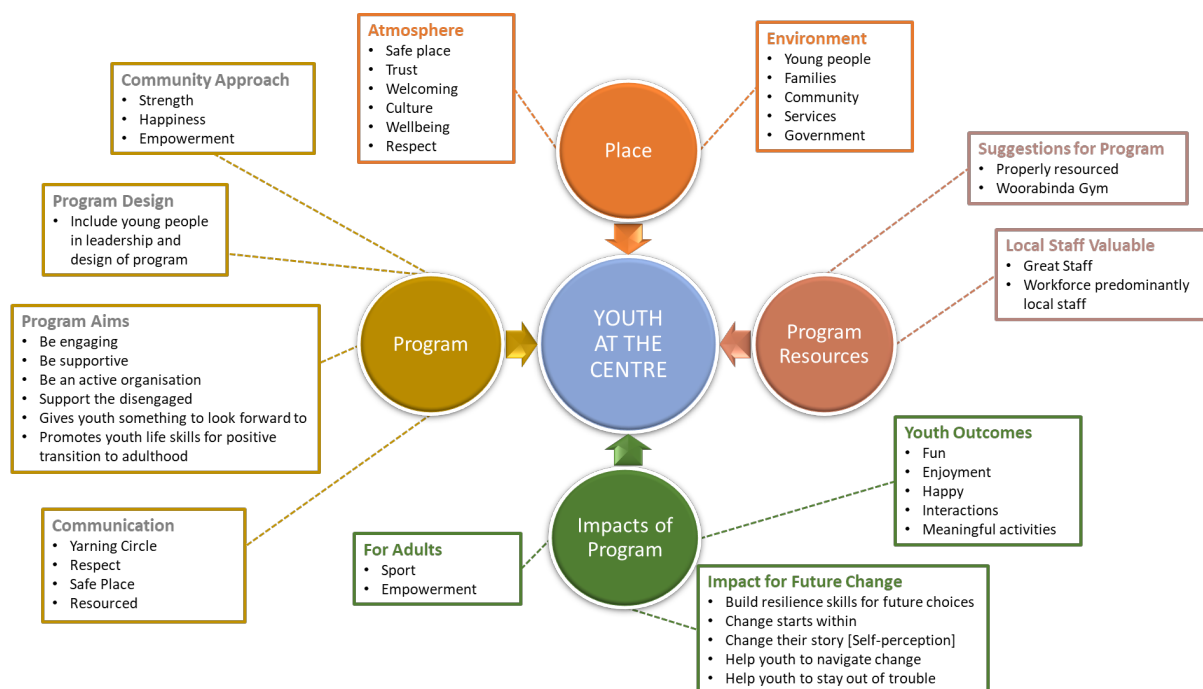 Atmosphere
• Safe place
• Trust
• Welcoming
• Culture
• Wellbeing
• Respect
Environment
• Young people
• Families
• Community
• Services
• Government
Community Approach
• Strength
• Happiness
• Empowerment
Place
Suggestions for Program
• Properly resourced
• Woorabinda Gym
Program Design
• Include young people
in leadership and
design of program
Local Staff Valuable
• Great Staff
• Workforce predominantly
local staff
Program Aims
• Be engaging
• Be supportive
• Be an active organisation
• Support the disengaged
• Gives youth something to look forward to
• Promotes youth life skills for positive
transition to adulthood
Program
YOUTH
AT THE
CENTRE
Program
Resources
Youth Outcomes
• Fun
• Enjoyment
• Happy
• Interactions
• Meaningful activities
Communication
• Yarning Circle
• Respect
• Safe Place
• Resourced
For Adults
• Sport
• Empowerment
Impacts of
Program
Impact for Future Change
• Build resilience skills for future choices
• Change starts within
• Change their story [Self-perception]
• Help youth to navigate change
• Help youth to stay out of trouble